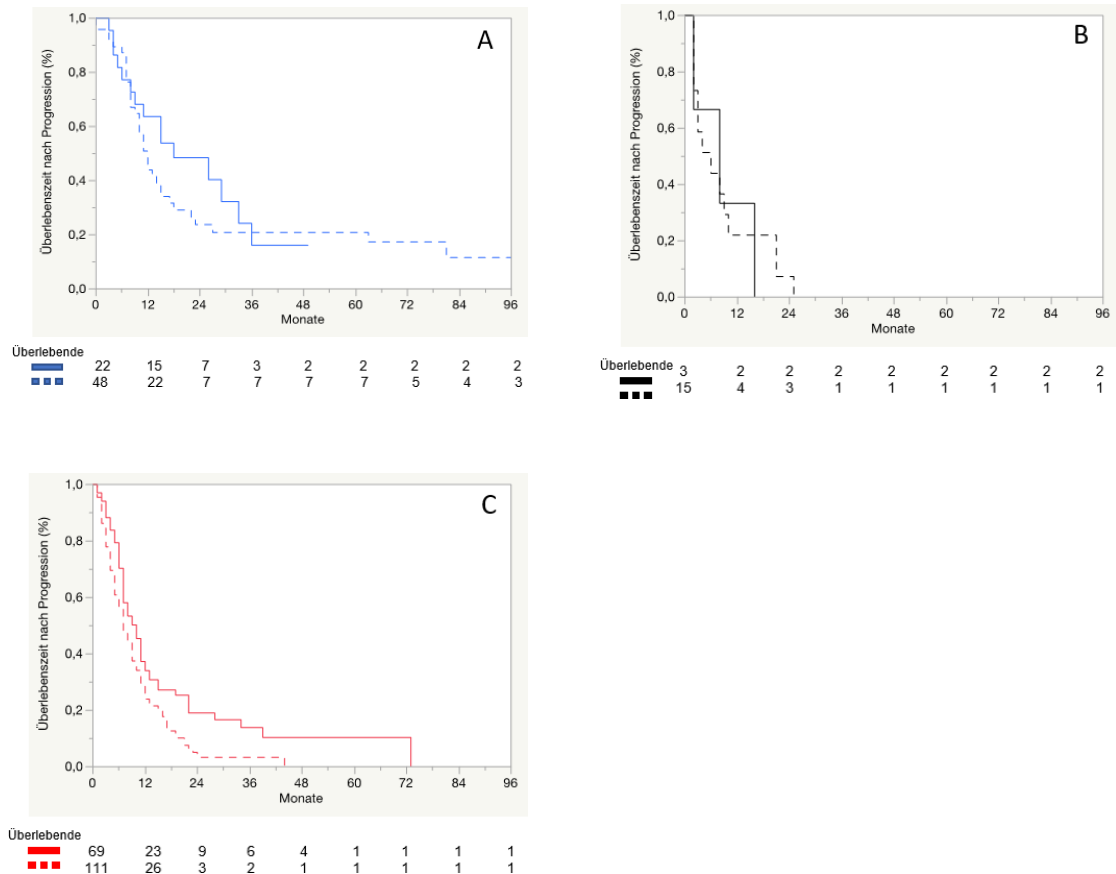 A
Überlebenszeit nach Progression (%)
1,0
0,8
0,6
0,4
0,2
0,0
0 12 24 36 48 60 72 84 96
Monate
Überlebende
22 15 7 3 2 2 2 2 2
48 22 7 7 7 7 5 4 3
B
Überlebenszeit nach Progression (%)
1,0
0,8
0,6
0,4
0,2
0,0
0 12 24 36 48 60 72 84 96
Monate
Überlebende
3 2 2 2 2 2 2 2 2
15 4 3 1 1 1 1 1 1
C
Überlebenszeit nach Progression (%)
1,0
0,8
0,6
0,4
0,2
0,0
0 12 24 36 48 60 72 84 96
Monate
Überlebende
69 23 9 6 4 1 1 1 1
111 26 3 2 1 1 1 1 1